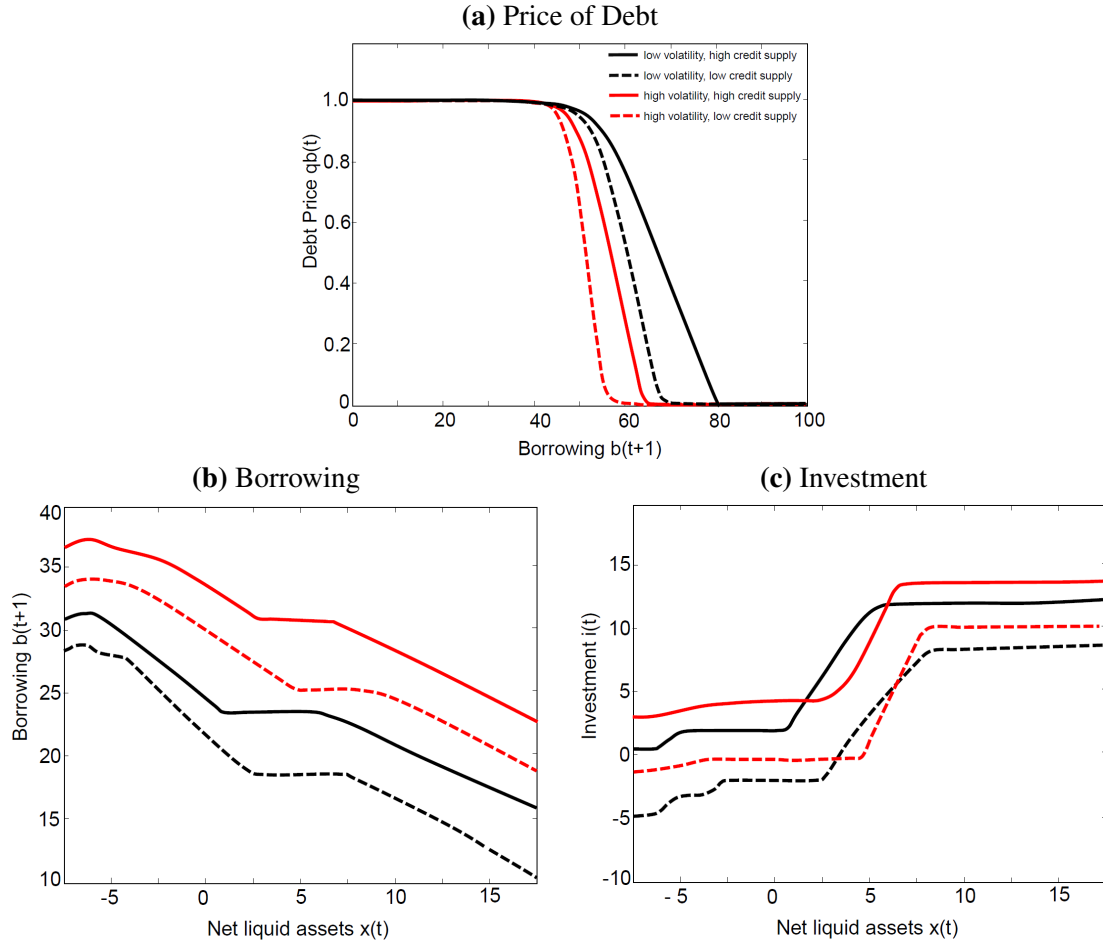 (a) Price of Debt
low volatility, high credit supply
low volatility, low credit supply
high volatility, high credit supply
high volatility, low credit supply
1.0
0.8
0.6
0.4
0.2
0
Debt Price qb(t)
0 20 40 60 80 100
Borrowing b(t+1)
(b) Borrowing
40
35
30
25
20
15
10
Borrowing b(t+1)
-5 0 5 10 15
Net liquid assets x(t)
(c) Investment
15
10
5
0
-5
-10
Investment i(t)
-5 0 5 10 15
Net liquid assets x(t)